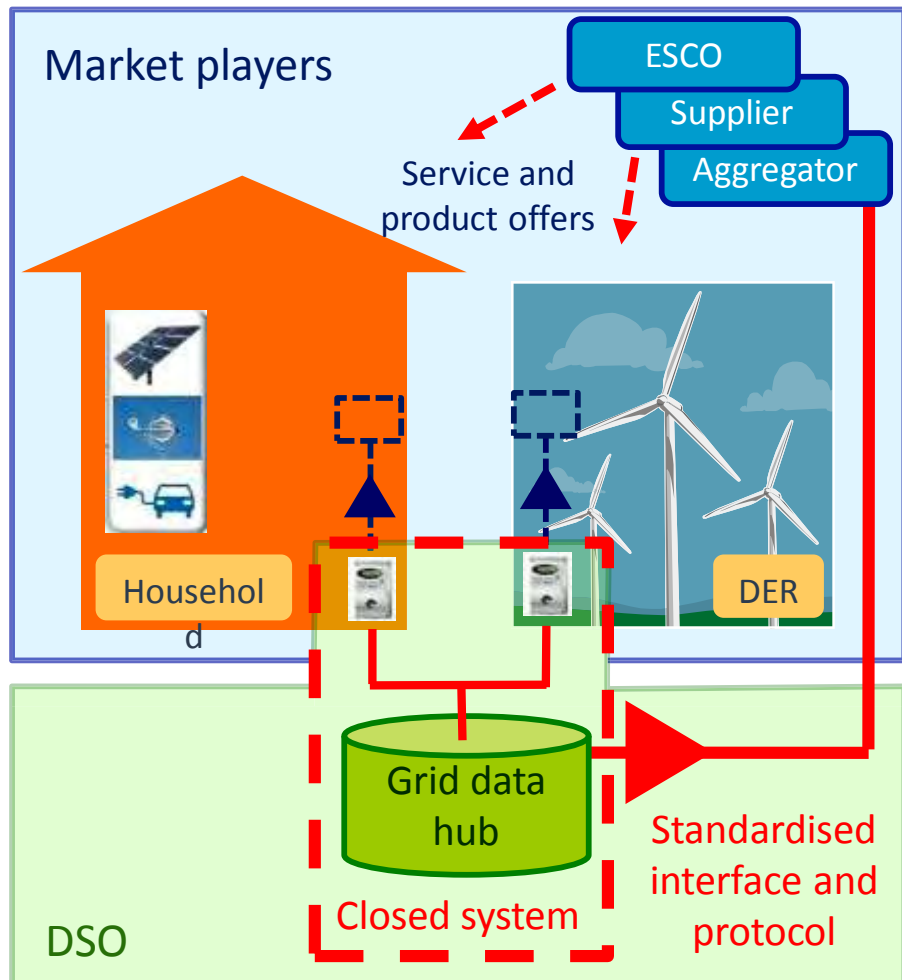 Market players
ESCO
Supplier
Aggregator
Service and
product offers
Househol
d
DER
Grid data
hub
Closed system
Standardised
interface and
protocol
DSO